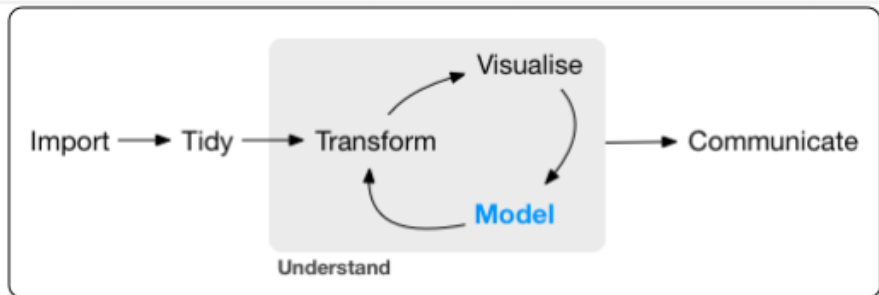 Visualise
Import Tidy Transform Communicate
Model
Understand